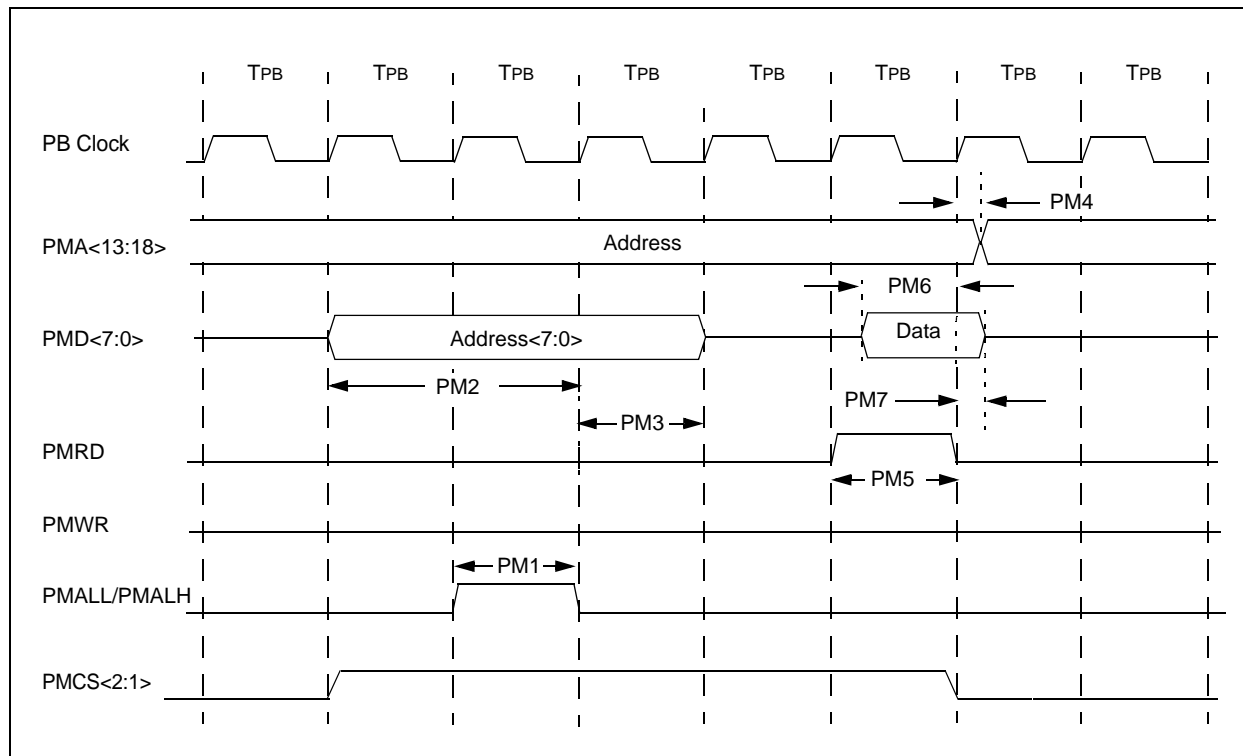 TPB TPB TPB TPB TPB TPB TPB TPB
PB Clock
PM4
PMA<13:18>
Address
PM6
PMD<7:0>
Address<7:0>
Data
PM2
PM7
PM3
PMRD
PM5
PMWR
PM1
PMALL/PMALH
PMCS<2:1>